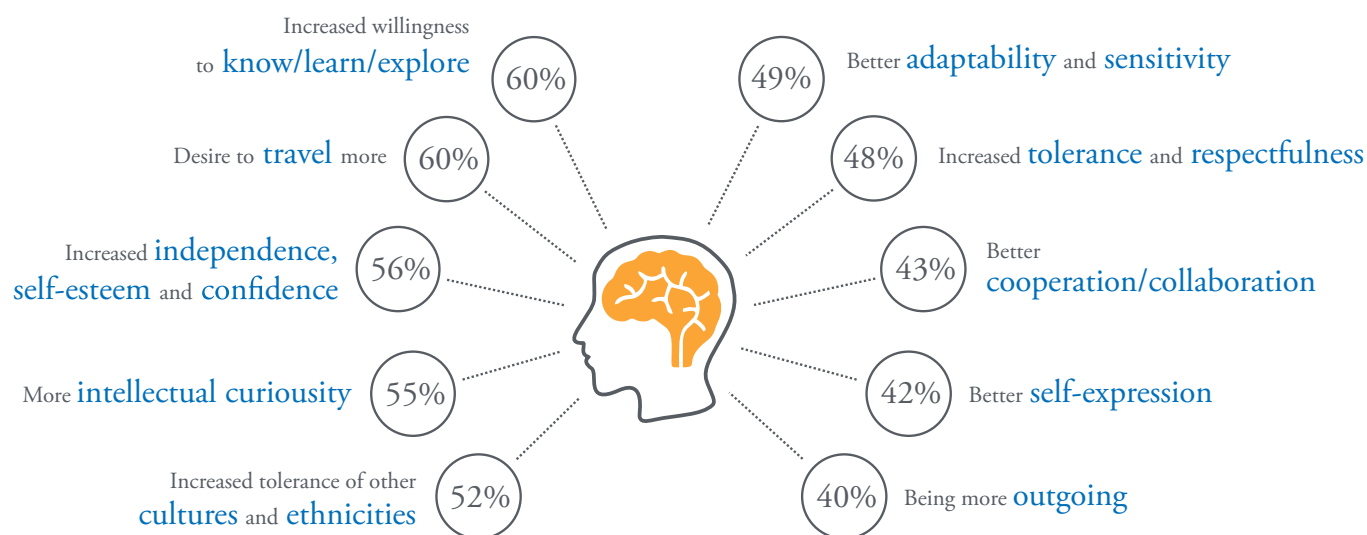 Increased willingness
to know/learn/explore
60%
Desire to travel more
60%
Increased independence,
self-esteem and confidence
56%
More intellectual curiousity
55%
Increased tolerance of other
cultures and ethnicities
52%
49%
Better adaptability and sensitivity
48%
Increased tolerance and respectfulness
43%
Better
cooperation/collaboration
42%
Better self-expression
40%
Being more outgoing